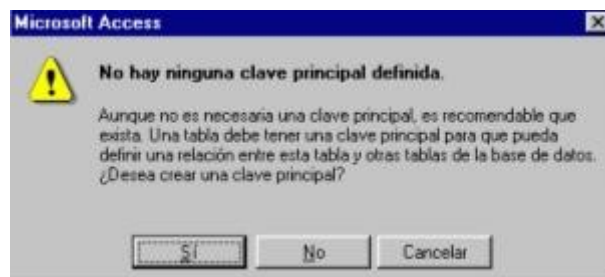 Microsoft Access
No hay ninguna clave principal definida.
Aunque no es necesaria una clave principal, es recomendable que
exista. Una tabla debe tener una clave principal para que pueda
definir una relación entre esta tabla y otras tablas de la base de datos.
¿Desea crear una clave principal?
Sí No Cancelar